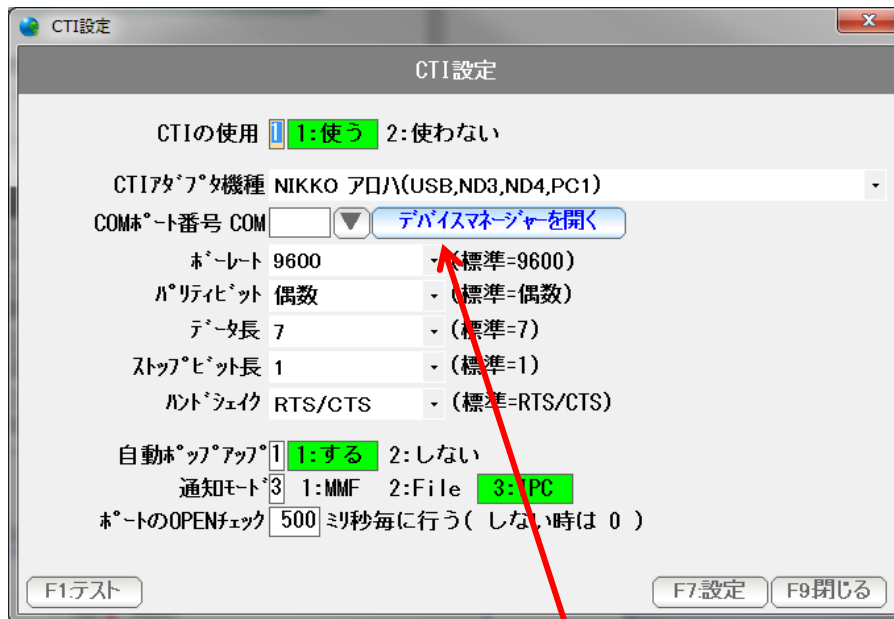 CTI設定
x
CTI設定
CTIの使用 1 1:使う 2:使わない
CTIｱﾀﾞﾌﾟﾀ機種 NIKKO アロハ(USB,ND3,ND4,PC1)
COMﾎﾟｰﾄ番号 COM ▼ ﾃﾞﾊﾞｲｽﾏﾈｰｼﾞｬｰを開く
ﾎﾞｰﾚｰﾄ 9600 (標準=9600)
ﾊﾟﾘﾃｨﾋﾞｯﾄ 偶数 (標準=偶数)
ﾃﾞｰﾀ長 7 (標準=7)
ｽﾄｯﾌﾟﾋﾞｯﾄ長 1 (標準=1)
ﾊﾝﾄﾞｼｪｲｸ RTS/CTS (標準=RTS/CTS)
自動ﾎﾟｯﾌﾟｱｯﾌﾟ 1 1:する 2:しない
通知ﾓｰﾄﾞ 3 1:MMF 2:File 3:IPC
ﾎﾟｰﾄのOPENﾁｪｯｸ 500 ﾐﾘ秒毎に行う( しない時は 0 )
F1:テスト F7:設定 F9:閉じる